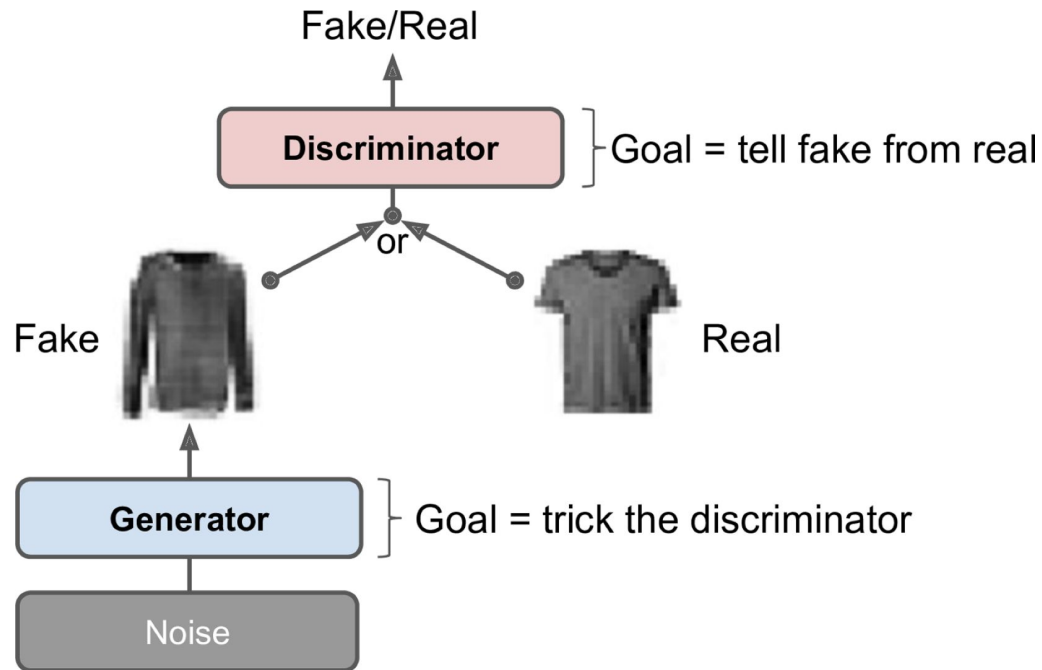 Fake/Real
Discriminator
Goal = tell fake from real
or
Fake
Real
Generator
Goal = trick the discriminator
Noise